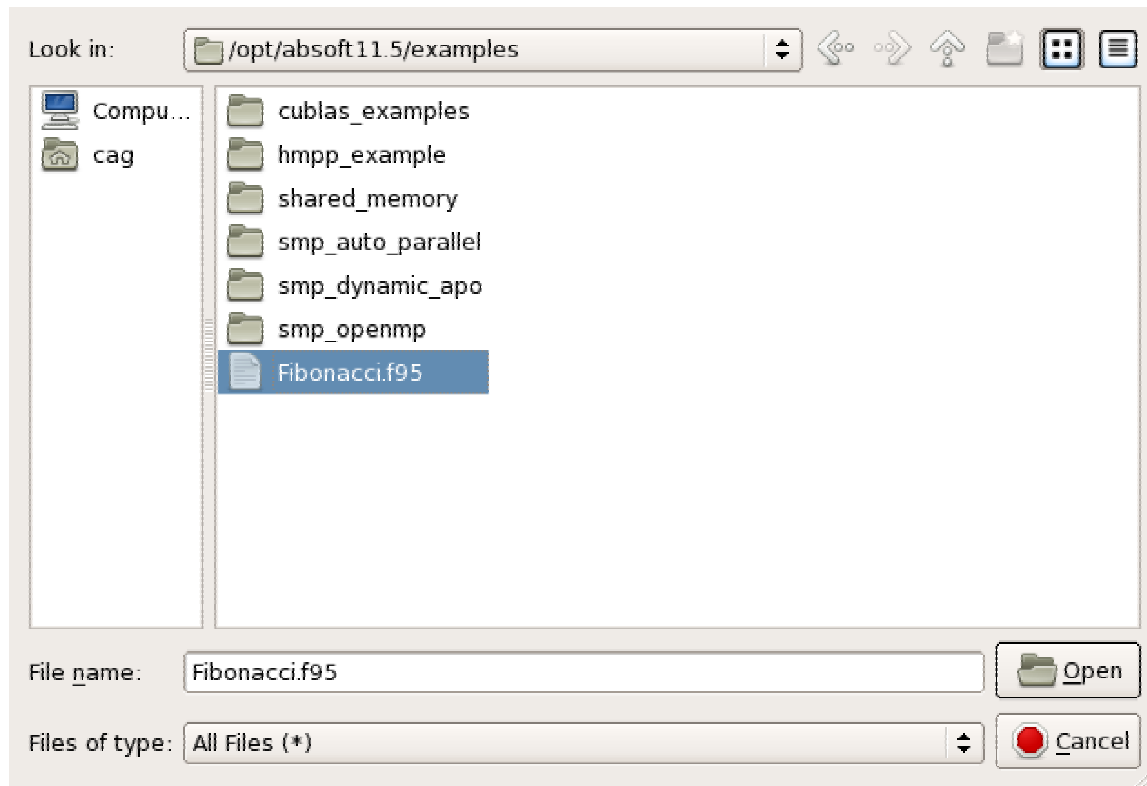 Look in: /opt/absoft11.5/examples
Compu...
cag
cublas_examples
hmpp_example
shared_memory
smp_auto_parallel
smp_dynamic_apo
smp_openmp
Fibonacci.f95
File name: Fibonacci.f95
Open
Files of type: All Files (*)
Cancel